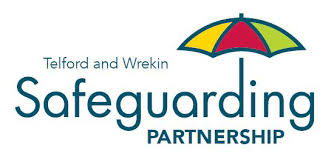 Telford and Wrekin
Safeguarding
PARTNERSHIP